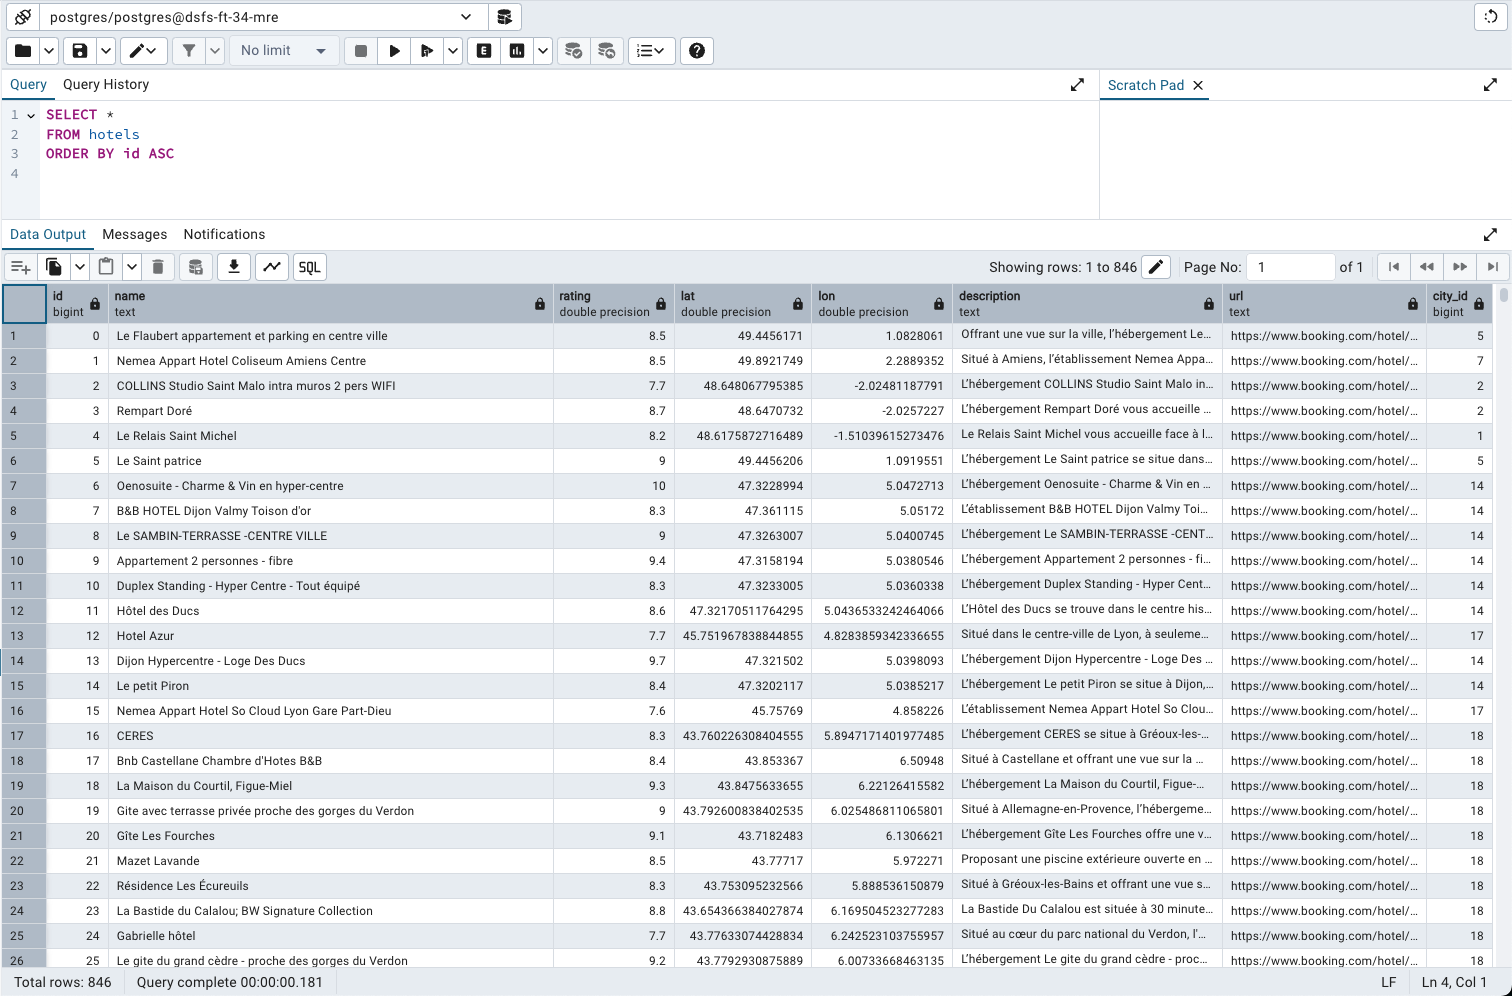 postgres/postgres@dsfs-ft-34-mre
No limit
E
Query Query History
Scratch Pad
1 SELECT *
2 FROM hotels
3 ORDER BY id ASC
4
Data Output Messages Notifications
SQL Showing rows: 1 to 846 Page No: 1 of 1
id bigint name text rating double precision lat double precision lon double precision description text url text city_id bigint
1 0 Le Flaubert appartement et parking en centre ville 8.5 49.4456171 1.0828061 Offrant une vue sur la ville, l'hébergement Le… https://www.booking.com/hotel/… 5
2 1 Nemea Appart Hotel Coliseum Amiens Centre 8.5 49.8921749 2.2889352 Situé à Amiens, l'établissement Nemea Appa… https://www.booking.com/hotel/… 7
3 2 COLLINS Studio Saint Malo intra muros 2 pers WIFI 7.7 48.648067795385 -2.02481187791 L'hébergement COLLINS Studio Saint Malo in… https://www.booking.com/hotel/… 2
4 3 Rempart Doré 8.7 48.6470732 -2.0257227 L'hébergement Rempart Doré vous accueille … https://www.booking.com/hotel/… 2
5 4 Le Relais Saint Michel 8.2 48.6175872716489 -1.51039615273476 Le Relais Saint Michel vous accueille face à l… https://www.booking.com/hotel/… 1
6 5 Le Saint patrice 9 49.4456206 1.0919551 L'hébergement Le Saint patrice se situe dans… https://www.booking.com/hotel/… 5
7 6 Oenosuite - Charme & Vin en hyper-centre 10 47.3228994 5.0472713 L'hébergement Oenosuite - Charme & Vin en … https://www.booking.com/hotel/… 14
8 7 B&B HOTEL Dijon Valmy Toison d'or 8.3 47.361115 5.05172 L'établissement B&B HOTEL Dijon Valmy Toi… https://www.booking.com/hotel/… 14
9 8 Le SAMBIN-TERRASSE -CENTRE VILLE 9 47.3263007 5.0400745 L'hébergement Le SAMBIN-TERRASSE -CENT… https://www.booking.com/hotel/… 14
10 9 Appartement 2 personnes - fibre 9.4 47.3158194 5.0380546 L'hébergement Appartement 2 personnes - fi… https://www.booking.com/hotel/… 14
11 10 Duplex Standing - Hyper Centre - Tout équipé 8.3 47.3233005 5.0360338 L'hébergement Duplex Standing - Hyper Cent… https://www.booking.com/hotel/… 14
12 11 Hôtel des Ducs 8.6 47.32170511764295 5.0436533242464066 L'Hôtel des Ducs se trouve dans le centre his… https://www.booking.com/hotel/… 14
13 12 Hotel Azur 7.7 45.751967838844855 4.8283859342336655 Situé dans le centre-ville de Lyon, à seuleme… https://www.booking.com/hotel/… 17
14 13 Dijon Hypercentre - Loge Des Ducs 9.7 47.321502 5.0398093 L'hébergement Dijon Hypercentre - Loge Des … https://www.booking.com/hotel/… 14
15 14 Le petit Piron 8.4 47.3202117 5.0385217 L'hébergement Le petit Piron se situe à Dijon,… https://www.booking.com/hotel/… 14
16 15 Nemea Appart Hotel So Cloud Lyon Gare Part-Dieu 7.6 45.75769 4.858226 L'établissement Nemea Appart Hotel So Clou… https://www.booking.com/hotel/… 17
17 16 CERES 8.3 43.760226308404555 5.8947171401977485 L'hébergement CERES se situe à Gréoux-les-… https://www.booking.com/hotel/… 18
18 17 Bnb Castellane Chambre d'Hotes B&B 8.4 43.853367 6.50948 Situé à Castellane et offrant une vue sur la … https://www.booking.com/hotel/… 18
19 18 La Maison du Courtil, Figue-Miel 9.3 43.8475633655 6.22126415582 L'hébergement La Maison du Courtil, Figue-… https://www.booking.com/hotel/… 18
20 19 Gite avec terrasse privée proche des gorges du Verdon 9 43.792600838402535 6.025486811065801 Situé à Allemagne-en-Provence, l'hébergeme… https://www.booking.com/hotel/… 18
21 20 Gîte Les Fourches 9.1 43.7182483 6.1306621 L'hébergement Gîte Les Fourches offre une v… https://www.booking.com/hotel/… 18
22 21 Mazet Lavande 8.5 43.77717 5.972271 Proposant une piscine extérieure ouverte en … https://www.booking.com/hotel/… 18
23 22 Résidence Les Écureuils 8.3 43.753095232566 5.888536150879 Situé à Gréoux-les-Bains et offrant une vue s… https://www.booking.com/hotel/… 18
24 23 La Bastide du Calalou; BW Signature Collection 8.8 43.654366384027874 6.169504523277283 La Bastide Du Calalou est située à 30 minute… https://www.booking.com/hotel/… 18
25 24 Gabrielle hôtel 7.7 43.77633074428834 6.242523103755957 Situé au cœur du parc national du Verdon, l'… https://www.booking.com/hotel/… 18
26 25 Le gite du grand cèdre - proche des gorges du Verdon 9.2 43.7792930875889 6.00733668463135 L'hébergement Le gite du grand cèdre - proc… https://www.booking.com/hotel/… 18
Total rows: 846 Query complete 00:00:00.181 LF Ln 4, Col 1